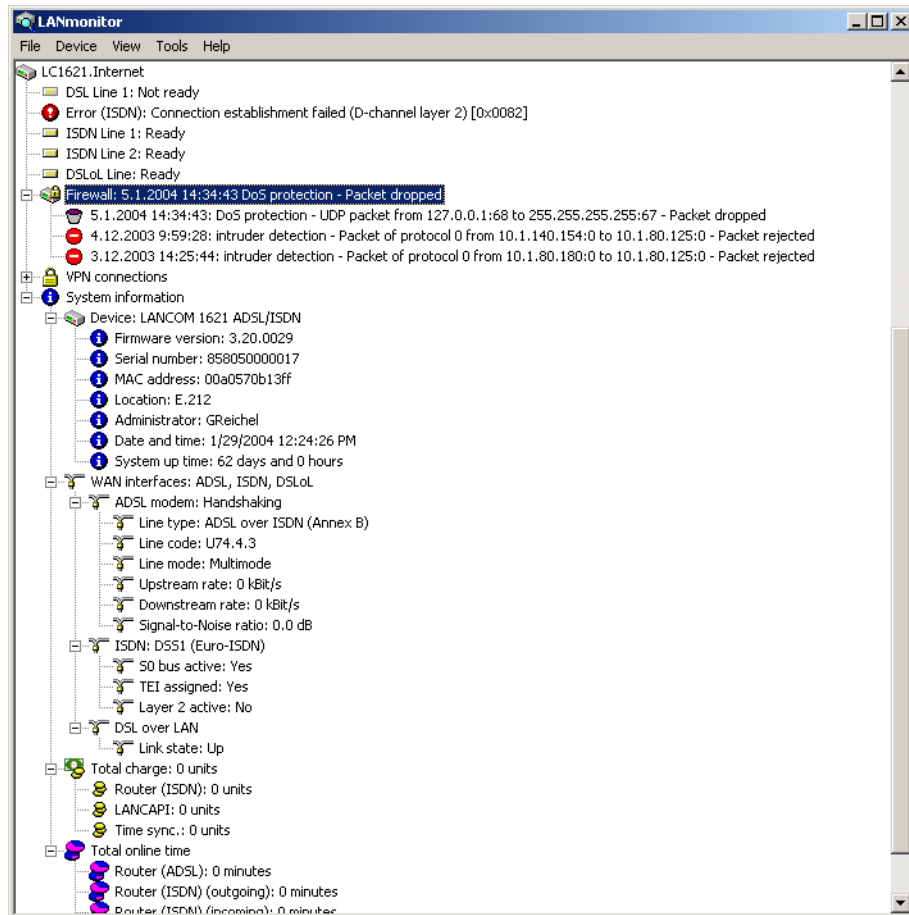 LANmonitor
File Device View Tools Help
LC1621.Internet
DSL Line 1: Not ready
Error (ISDN): Connection establishment failed (D-channel layer 2) [0x0082]
ISDN Line 1: Ready
ISDN Line 2: Ready
DSLoL Line: Ready
Firewall: 5.1.2004 14:34:43 DoS protection - Packet dropped
5.1.2004 14:34:43: DoS protection - UDP packet from 127.0.0.1:68 to 255.255.255.255:67 - Packet dropped
4.12.2003 9:59:28: intruder detection - Packet of protocol 0 from 10.1.140.154:0 to 10.1.80.125:0 - Packet rejected
3.12.2003 14:25:44: intruder detection - Packet of protocol 0 from 10.1.80.180:0 to 10.1.80.125:0 - Packet rejected
VPN connections
System information
Device: LANCOM 1621 ADSL/ISDN
Firmware version: 3.20.0029
Serial number: 858050000017
MAC address: 00a0570b13ff
Location: E.212
Administrator: GReichel
Date and time: 1/29/2004 12:24:26 PM
System up time: 62 days and 0 hours
WAN interfaces: ADSL, ISDN, DSLoL
ADSL modem: Handshaking
Line type: ADSL over ISDN (Annex B)
Line code: U74.4.3
Line mode: Multimode
Upstream rate: 0 kBit/s
Downstream rate: 0 kBit/s
Signal-to-Noise ratio: 0.0 dB
ISDN: DSS1 (Euro-ISDN)
S0 bus active: Yes
TEI assigned: Yes
Layer 2 active: No
DSL over LAN
Link state: Up
Total charge: 0 units
Router (ISDN): 0 units
LANCAPI: 0 units
Time sync.: 0 units
Total online time
Router (ADSL): 0 minutes
Router (ISDN) (outgoing): 0 minutes
Router (ISDN) (incoming): 0 minutes